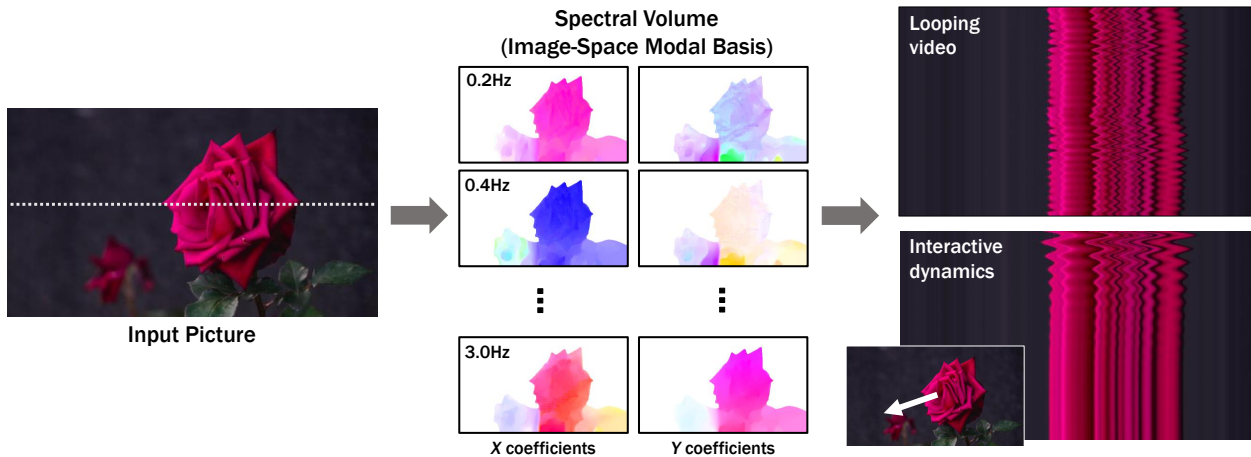 Input Picture
Spectral Volume
(Image-Space Modal Basis)
0.2Hz
0.4Hz
3.0Hz
X coefficients
Y coefficients
Looping
video
Interactive
dynamics